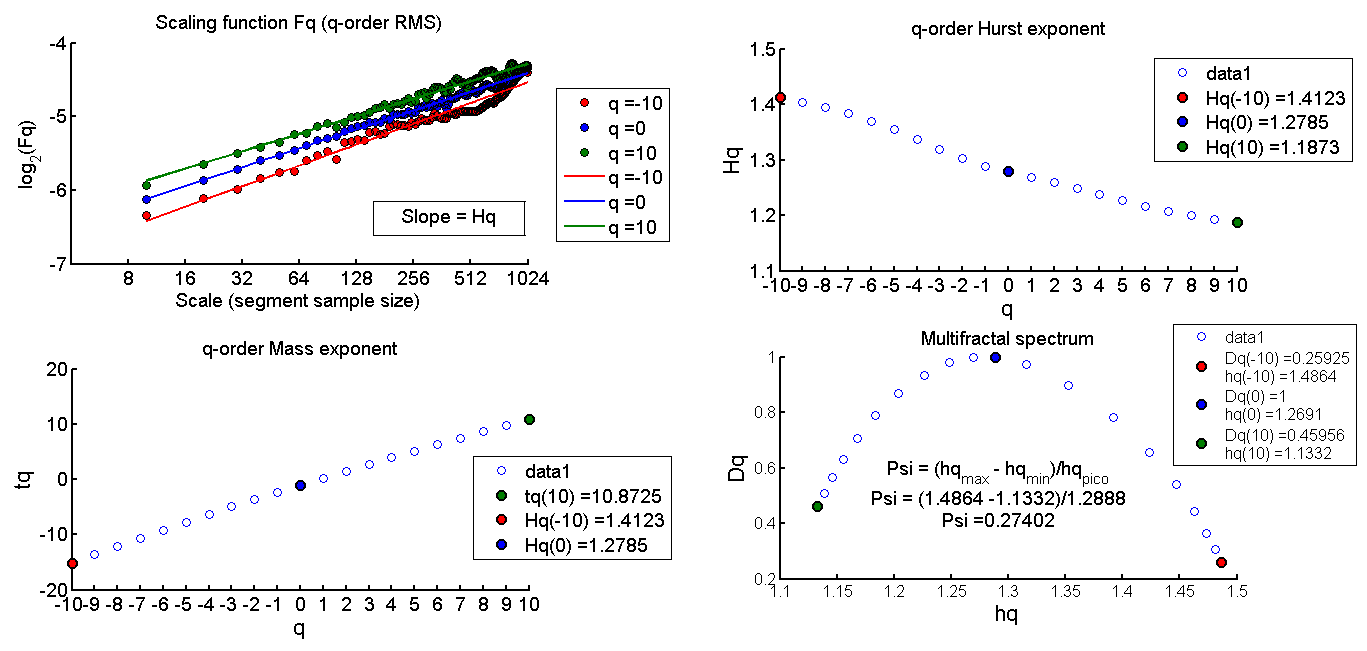 Scaling function Fq (q-order RMS)
-4
-5
-6
-7
log2(Fq)
8 16 32 64 128 256 512 1024
Scale (segment sample size)
Slope = Hq
q =-10
q =0
q =10
q =-10
q =0
q =10
q-order Hurst exponent
1.5
1.4
1.3
1.2
1.1
Hq
-10 -9 -8 -7 -6 -5 -4 -3 -2 -1 0 1 2 3 4 5 6 7 8 9 10
q
data1
Hq(-10) =1.4123
Hq(0) =1.2785
Hq(10) =1.1873
q-order Mass exponent
20
10
0
-10
-20
tq
-10 -9 -8 -7 -6 -5 -4 -3 -2 -1 0 1 2 3 4 5 6 7 8 9 10
q
data1
tq(10) =10.8725
Hq(-10) =1.4123
Hq(0) =1.2785
Multifractal spectrum
1
0.8
0.6
0.4
0.2
Dq
1.1 1.15 1.2 1.25 1.3 1.35 1.4 1.45 1.5
hq
Psi = (hqmax - hqmin)/hqpico
Psi = (1.4864 -1.1332)/1.2888
Psi =0.27402
data1
Dq(-10) =0.25925
hq(-10) =1.4864
Dq(0) =1
hq(0) =1.2691
Dq(10) =0.45956
hq(10) =1.1332